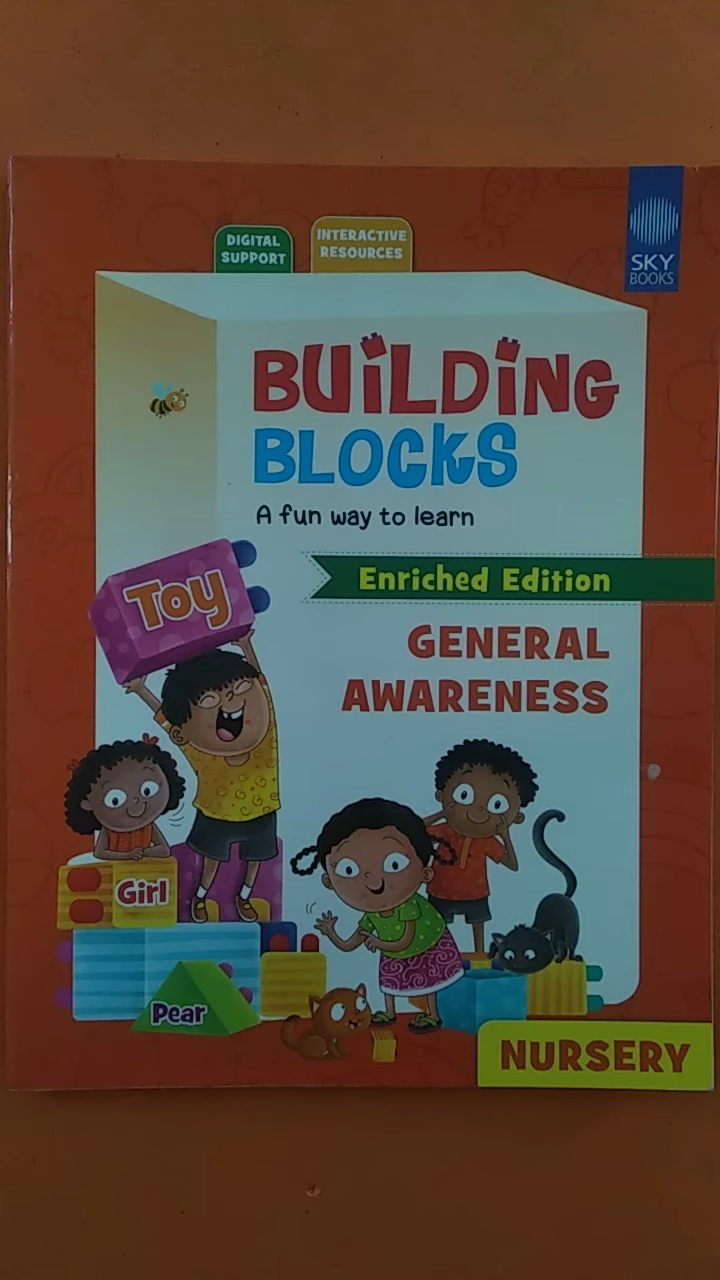 DIGITAL
SUPPORT
INTERACTIVE
RESOURCES
SKY
BOOKS
BUiLDiNG
BLOCKS
A fun way to learn
Enriched Edition
GENERAL
AWARENESS
Toy
Girl
Pear
NURSERY